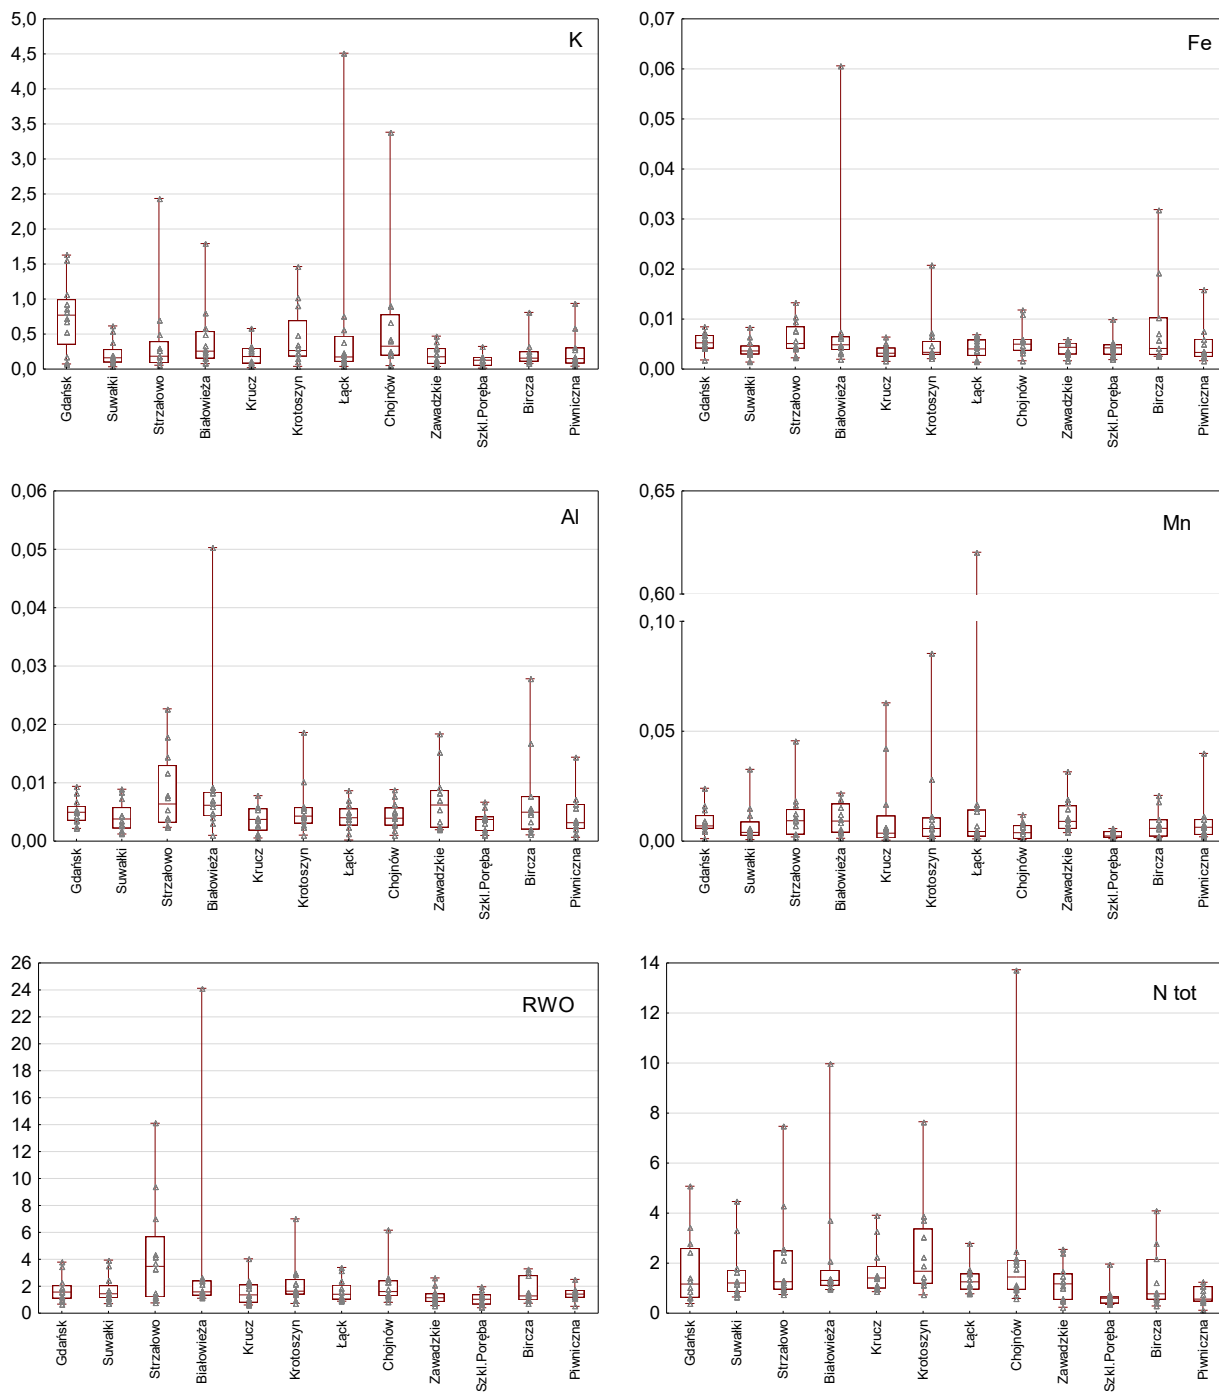 K
5,0
4,5
4,0
3,5
3,0
2,5
2,0
1,5
1,0
0,5
0,0
Gdańsk
Suwałki
Strzałowo
Białowieża
Krucz
Krotoszyn
Łąck
Chojnów
Zawadzkie
Szkl.Poręba
Bircza
Piwniczna
Fe
0,07
0,06
0,05
0,04
0,03
0,02
0,01
0,00
Gdańsk
Suwałki
Strzałowo
Białowieża
Krucz
Krotoszyn
Łąck
Chojnów
Zawadzkie
Szkl.Poręba
Bircza
Piwniczna
Al
0,06
0,05
0,04
0,03
0,02
0,01
0,00
Gdańsk
Suwałki
Strzałowo
Białowieża
Krucz
Krotoszyn
Łąck
Chojnów
Zawadzkie
Szkl.Poręba
Bircza
Piwniczna
Mn
0,65
0,60
0,10
0,05
0,00
Gdańsk
Suwałki
Strzałowo
Białowieża
Krucz
Krotoszyn
Łąck
Chojnów
Zawadzkie
Szkl.Poręba
Bircza
Piwniczna
RWO
26
24
22
20
18
16
14
12
10
8
6
4
2
0
Gdańsk
Suwałki
Strzałowo
Białowieża
Krucz
Krotoszyn
Łąck
Chojnów
Zawadzkie
Szkl.Poręba
Bircza
Piwniczna
N tot
14
12
10
8
6
4
2
0
Gdańsk
Suwałki
Strzałowo
Białowieża
Krucz
Krotoszyn
Łąck
Chojnów
Zawadzkie
Szkl.Poręba
Bircza
Piwniczna